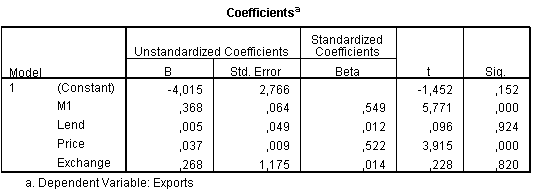 Coefficientsa
Unstandardized Coefficients Standardized Coefficients
Model B Std. Error Beta t Sig.
1 (Constant) -4,015 2,766 -1,452 ,152
M1 ,368 ,064 ,549 5,771 ,000
Lend ,005 ,049 ,012 ,096 ,924
Price ,037 ,009 ,522 3,915 ,000
Exchange ,268 1,175 ,014 ,228 ,820
a. Dependent Variable: Exports